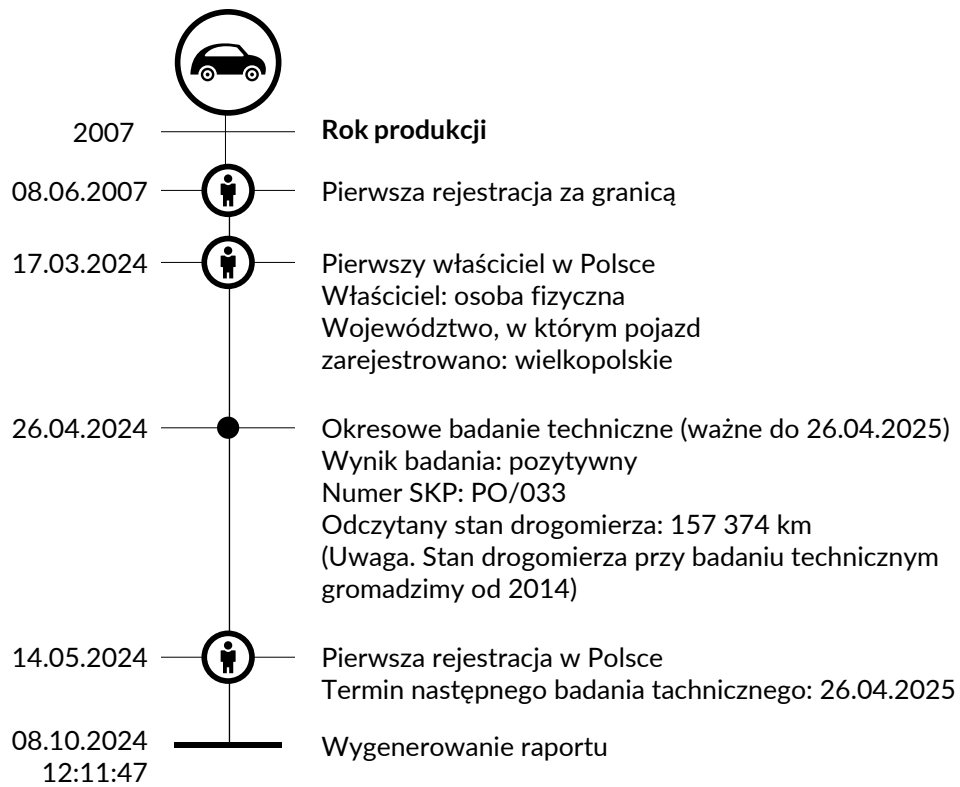 2007 Rok produkcji
08.06.2007 Pierwsza rejestracja za granicą
17.03.2024 Pierwszy właściciel w Polsce
Właściciel: osoba fizyczna
Województwo, w którym pojazd
zarejestrowano: wielkopolskie
26.04.2024 Okresowe badanie techniczne (ważne do 26.04.2025)
Wynik badania: pozytywny
Numer SKP: PO/033
Odczytany stan drogomierza: 157 374 km
(Uwaga. Stan drogomierza przy badaniu technicznym
gromadzimy od 2014)
14.05.2024 Pierwsza rejestracja w Polsce
Termin następnego badania tachnicznego: 26.04.2025
08.10.2024 Wygenerowanie raportu
12:11:47